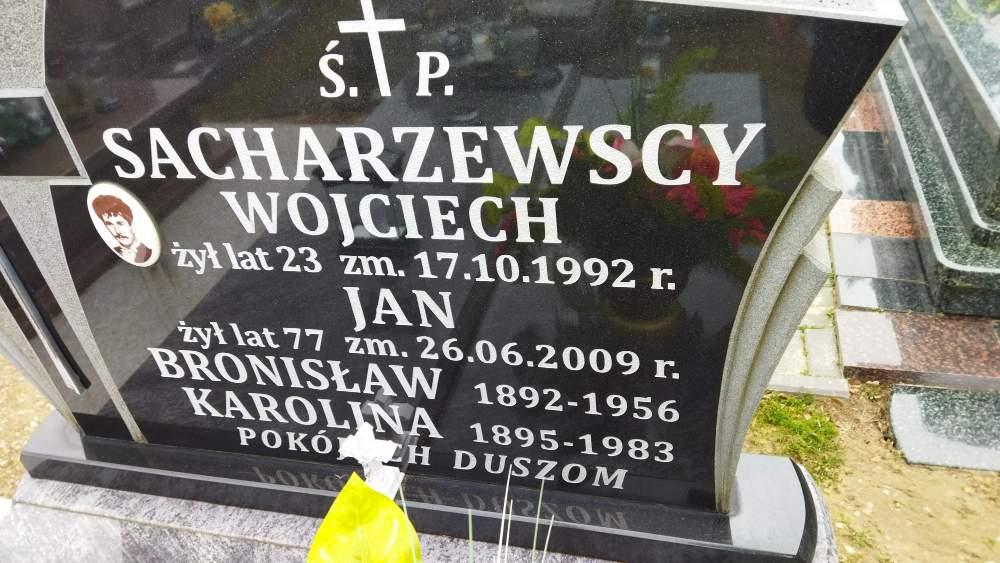 Ś. P.
SACHARZEWSCY
WOJCIECH
żył lat 23 zm. 17.10.1992 r.
JAN
żył lat 77 zm. 26.06.2009 r.
BRONISŁAW 1892-1956
KAROLINA 1895-1983
DUSZOM